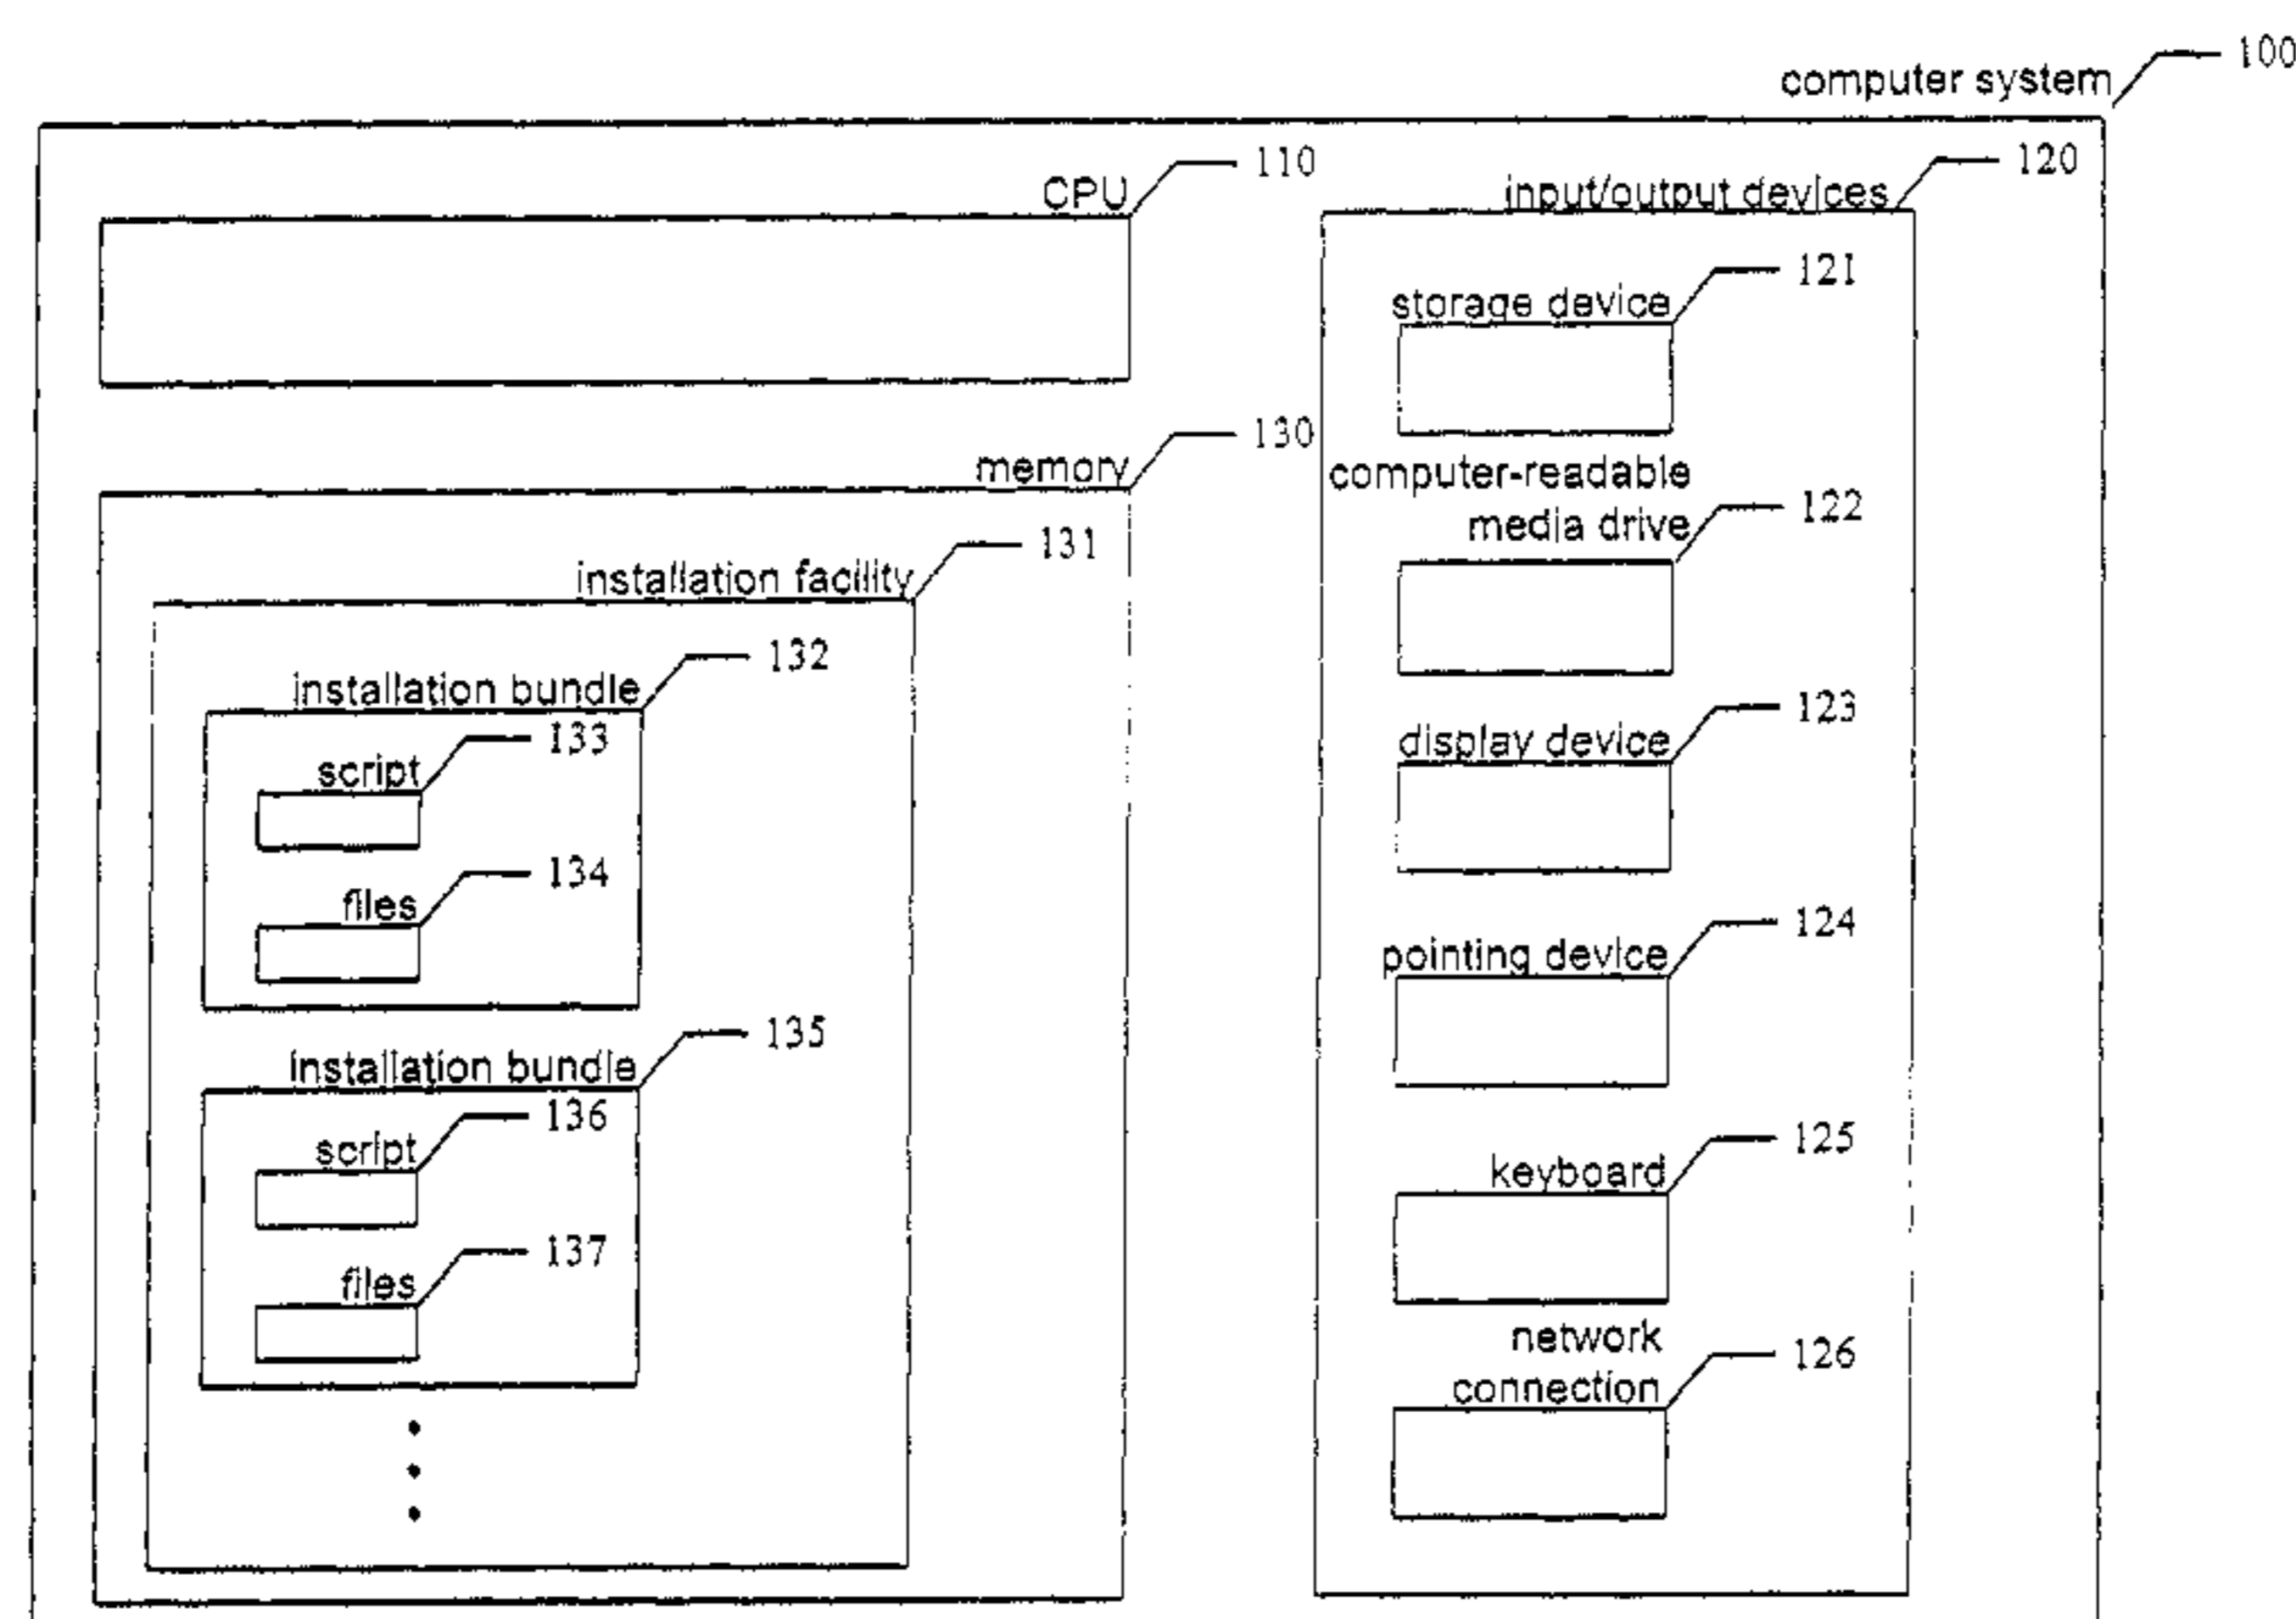 100
computer system
110
CPU
130
memory
131
installation facility
132
installation bundle
133
script
134
files
135
installation bundle
136
script
137
files
120
input/output devices
121
storage device
computer-readable
media drive
122
123
display device
124
pointing device
125
keyboard
network
connection
126